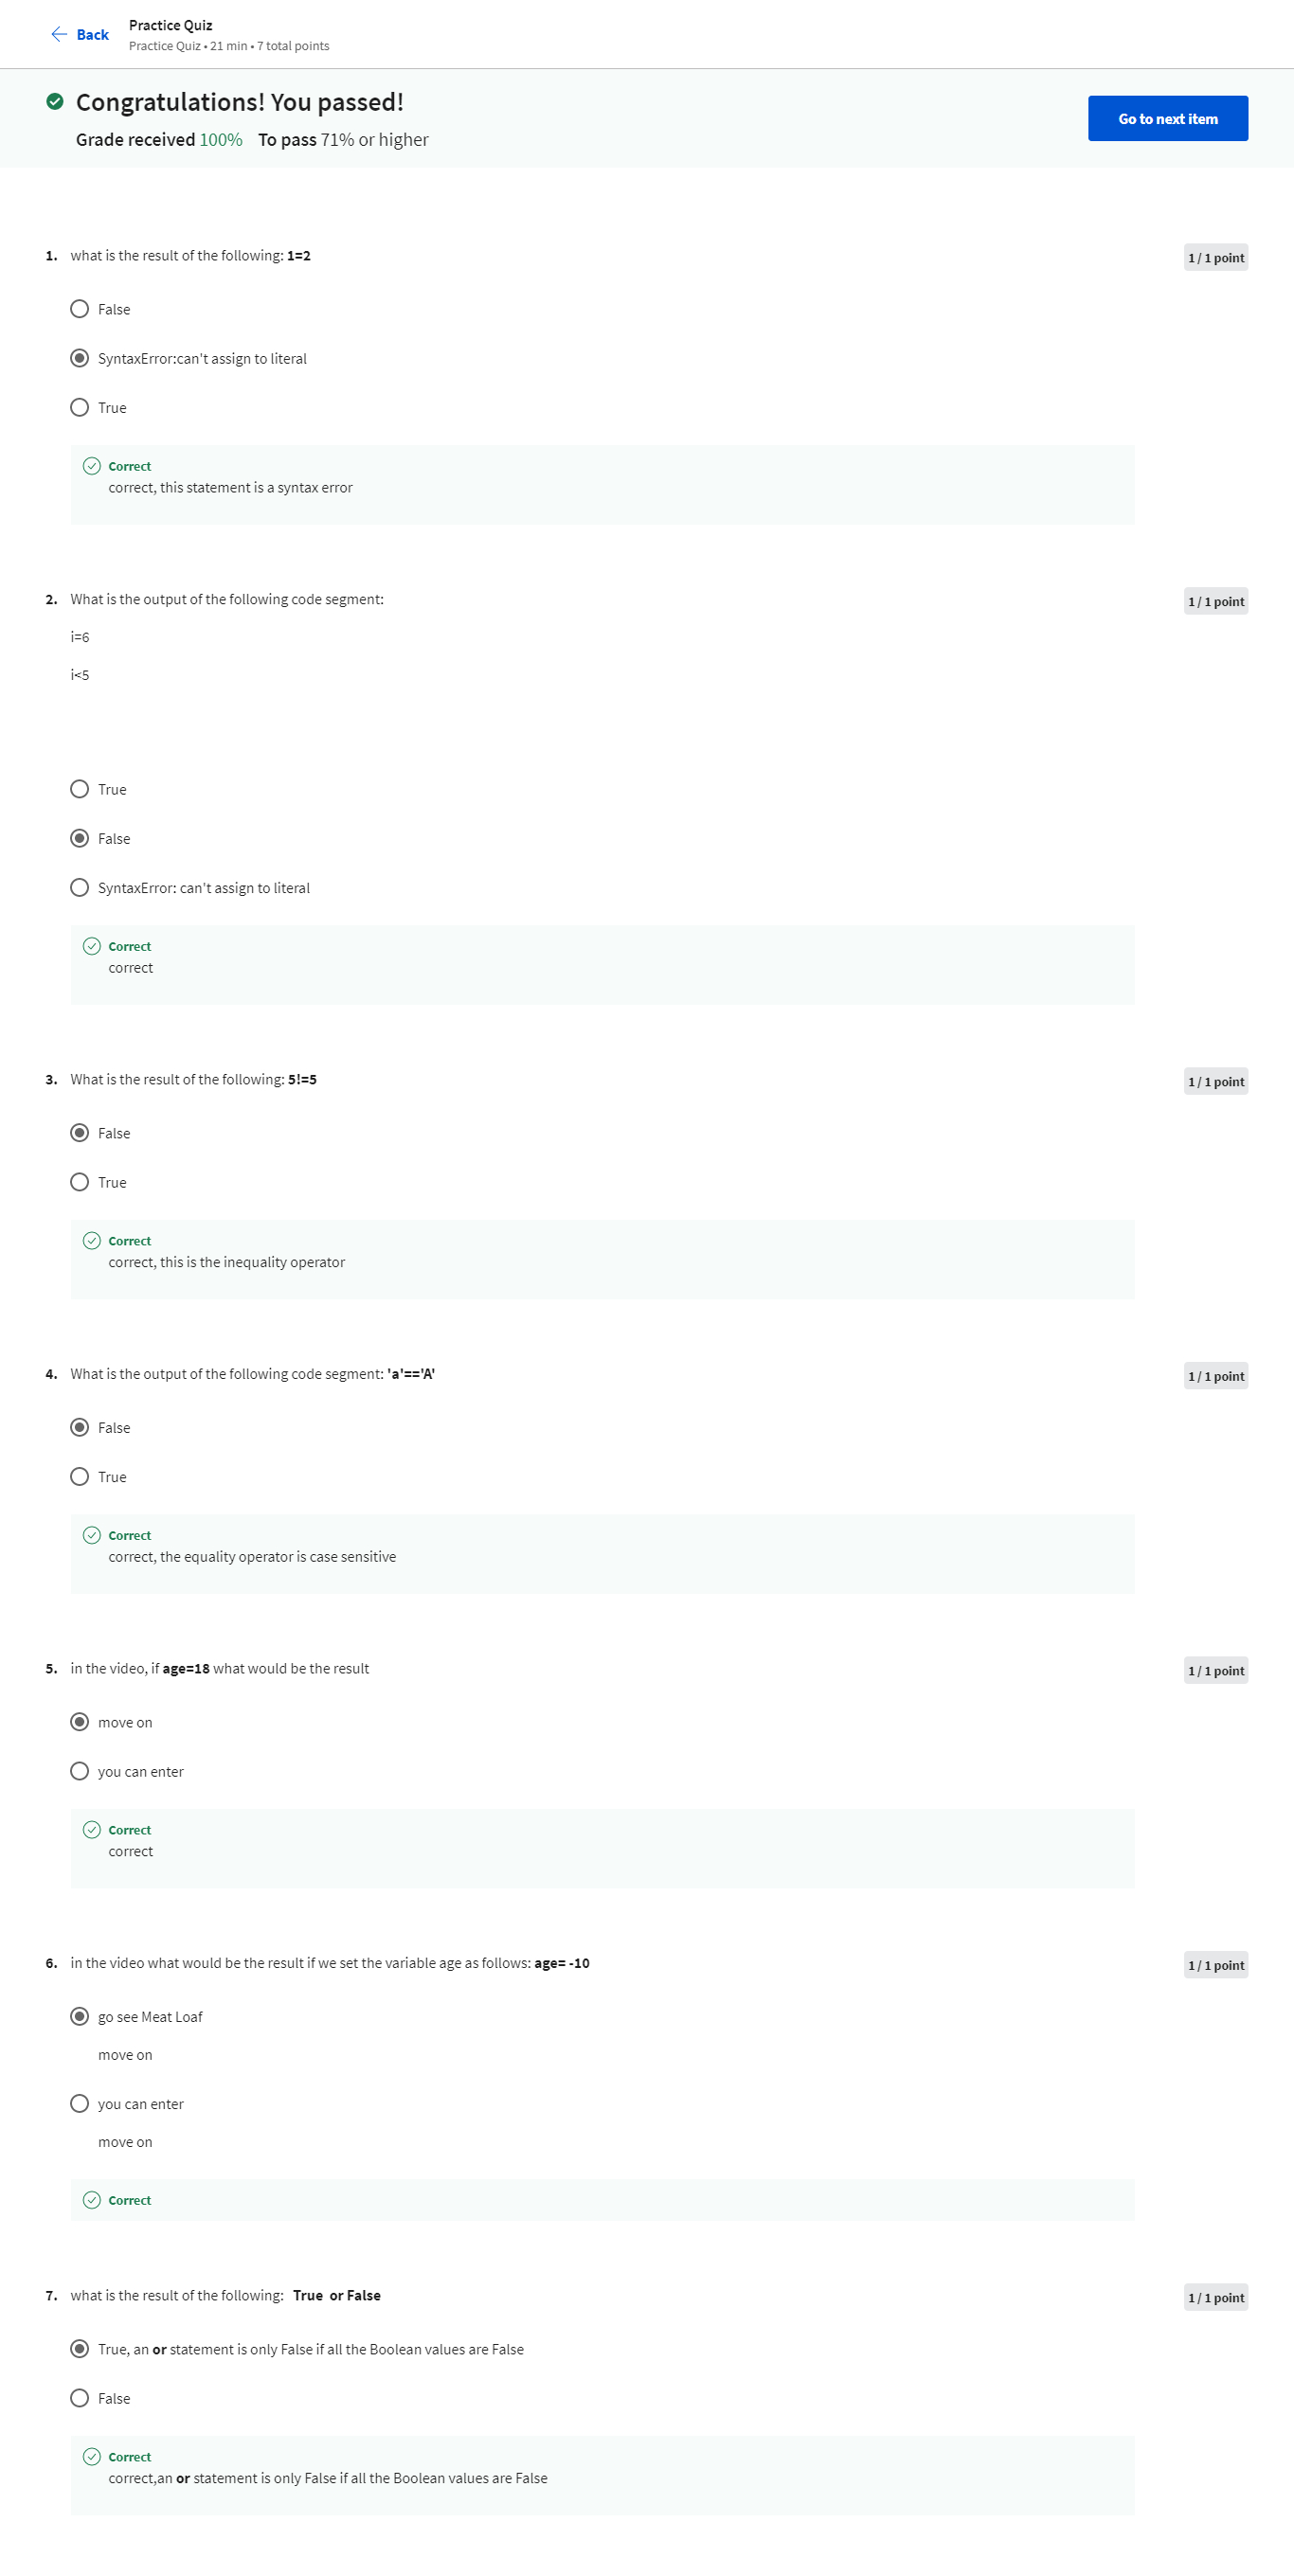 Back
Practice Quiz
Practice Quiz • 21 min • 7 total points
Congratulations! You passed!
Grade received 100% To pass 71% or higher
Go to next item
1. what is the result of the following: 1=2
1 / 1 point
False
SyntaxError:can't assign to literal
True
Correct
correct, this statement is a syntax error
2. What is the output of the following code segment:
1 / 1 point
i=6
i<5
True
False
SyntaxError: can't assign to literal
Correct
correct
3. What is the result of the following: 5!=5
1 / 1 point
False
True
Correct
correct, this is the inequality operator
4. What is the output of the following code segment: 'a'=='A'
1 / 1 point
False
True
Correct
correct, the equality operator is case sensitive
5. in the video, if age=18 what would be the result
1 / 1 point
move on
you can enter
Correct
correct
6. in the video what would be the result if we set the variable age as follows: age= -10
1 / 1 point
go see Meat Loaf
move on
you can enter
move on
Correct
7. what is the result of the following: True or False
1 / 1 point
True, an or statement is only False if all the Boolean values are False
False
Correct
correct,an or statement is only False if all the Boolean values are False